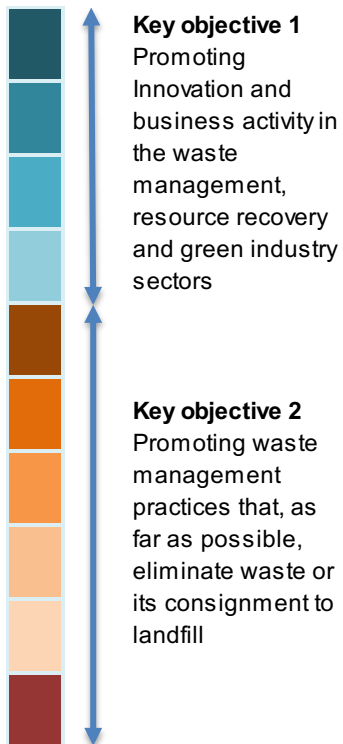 Key objective 1
Promoting
Innovation and
business activity in
the waste
management,
resource recovery
and green industry
sectors
Key objective 2
Promoting waste
management
practices that, as
far as possible,
eliminate waste or
its consignment to
landfill